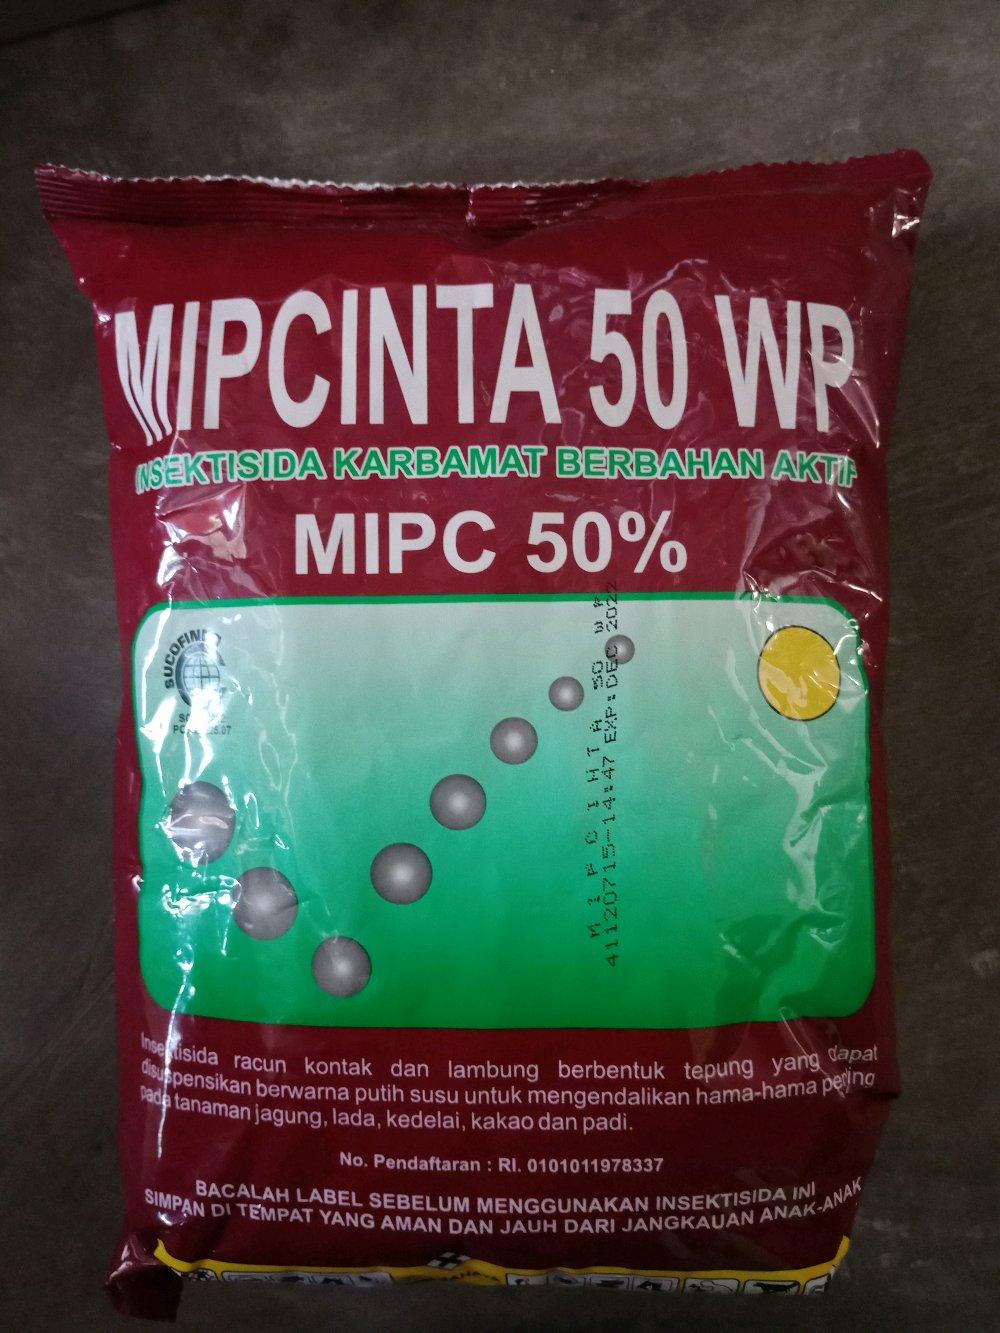 MIPCINTA 50 WP
INSEKTISIDA KARBAMAT BERBAHAN AKTIF
MIPC 50%
SUCOFINDO
MIPCINTA 50 WP
41120715-14:47 EXP:DEC 2022
Insektisida racun kontak dan lambung berbentuk tepung yang dapat
disuspensikan berwarna putih susu untuk mengendalikan hama-hama penting
pada tanaman jagung, lada, kedelai, kakao dan padi.
No. Pendaftaran : RI. 0101011978337
BACALAH LABEL SEBELUM MENGGUNAKAN INSEKTISIDA INI
SIMPAN DI TEMPAT YANG AMAN DAN JAUH DARI JANGKAUAN ANAK-ANAK